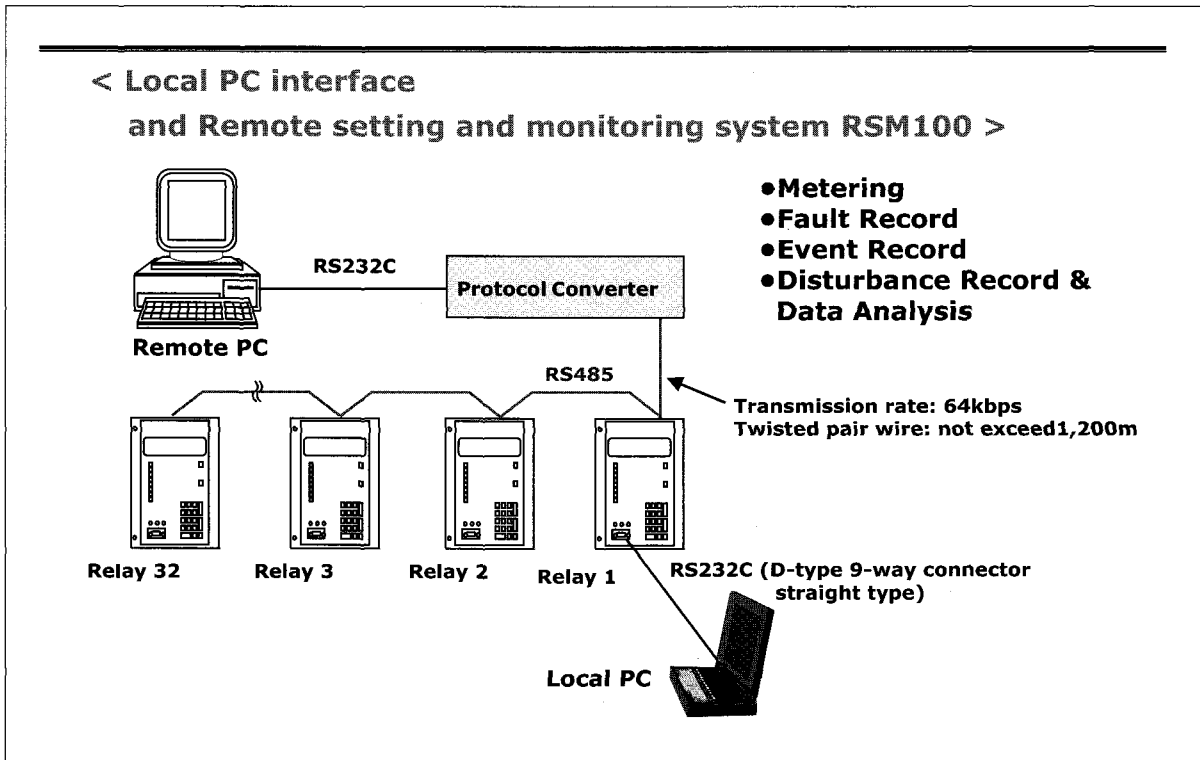 < Local PC interface
and Remote setting and monitoring system RSM100 >
●Metering
●Fault Record
●Event Record
●Disturbance Record &
Data Analysis
RS232C
Protocol Converter
Remote PC
RS485
Transmission rate: 64kbps
Twisted pair wire: not exceed1,200m
Relay 32
Relay 3
Relay 2
Relay 1
RS232C (D-type 9-way connector
straight type)
Local PC